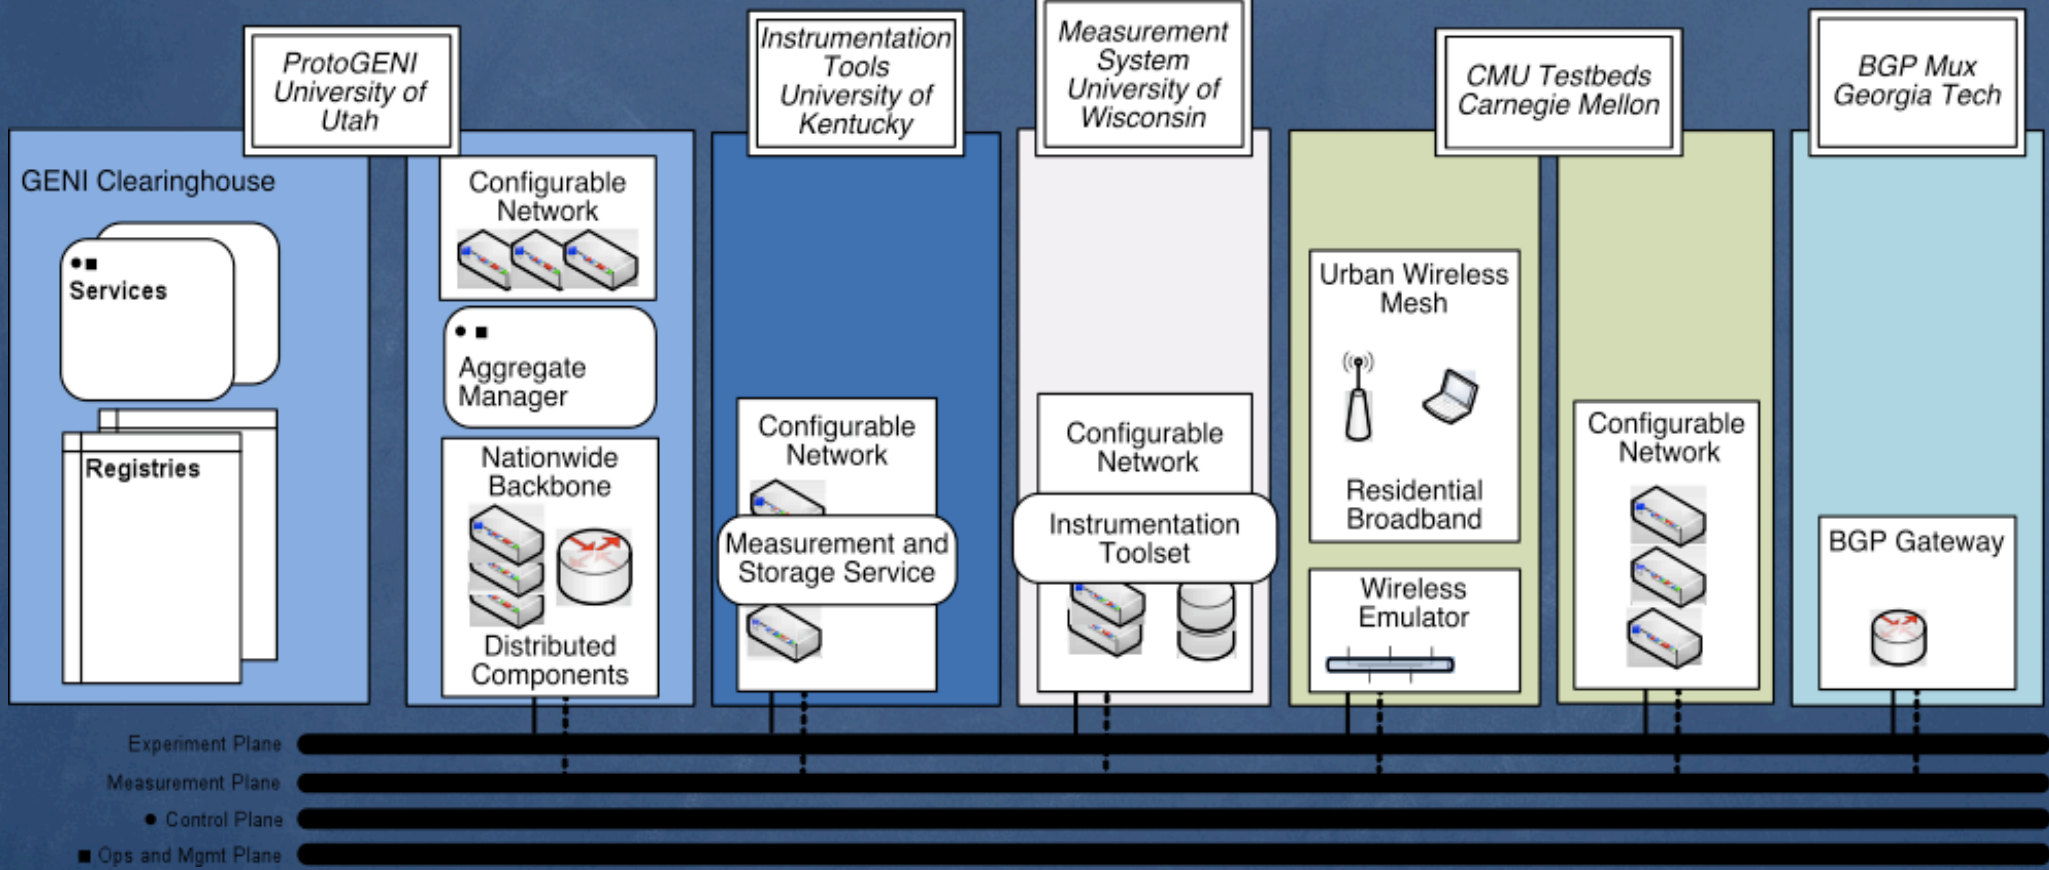 ProtoGENI
University of
Utah
Instrumentation
Tools
University of
Kentucky
Measurement
System
University of
Wisconsin
CMU Testbeds
Carnegie Mellon
BGP Mux
Georgia Tech
GENI Clearinghouse
Services
Registries
Configurable
Network
Aggregate
Manager
Nationwide
Backbone
Distributed
Components
Configurable
Network
Measurement and
Storage Service
Configurable
Network
Instrumentation
Toolset
Urban Wireless
Mesh
Residential
Broadband
Wireless
Emulator
Configurable
Network
BGP Gateway
Experiment Plane
Measurement Plane
Control Plane
Ops and Mgmt Plane